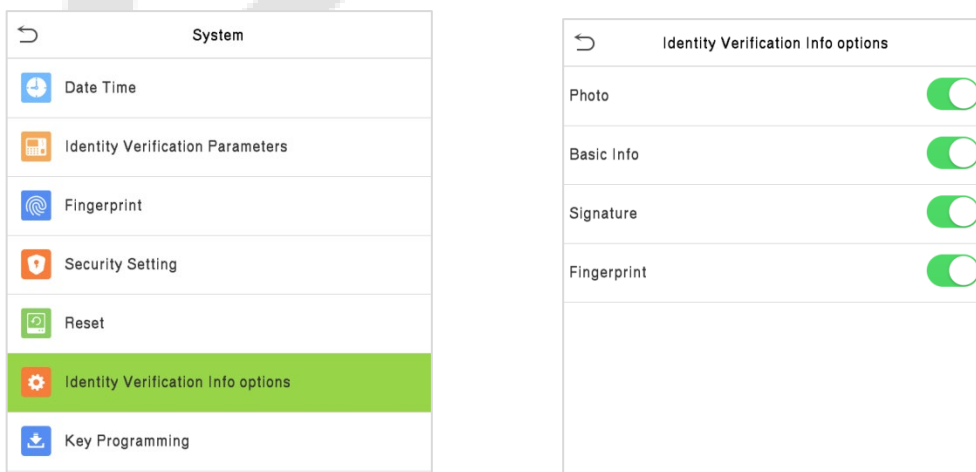 System
Date Time
Identity Verification Parameters
Fingerprint
Security Setting
Reset
Identity Verification Info options
Key Programming
Identity Verification Info options
Photo
Basic Info
Signature
Fingerprint